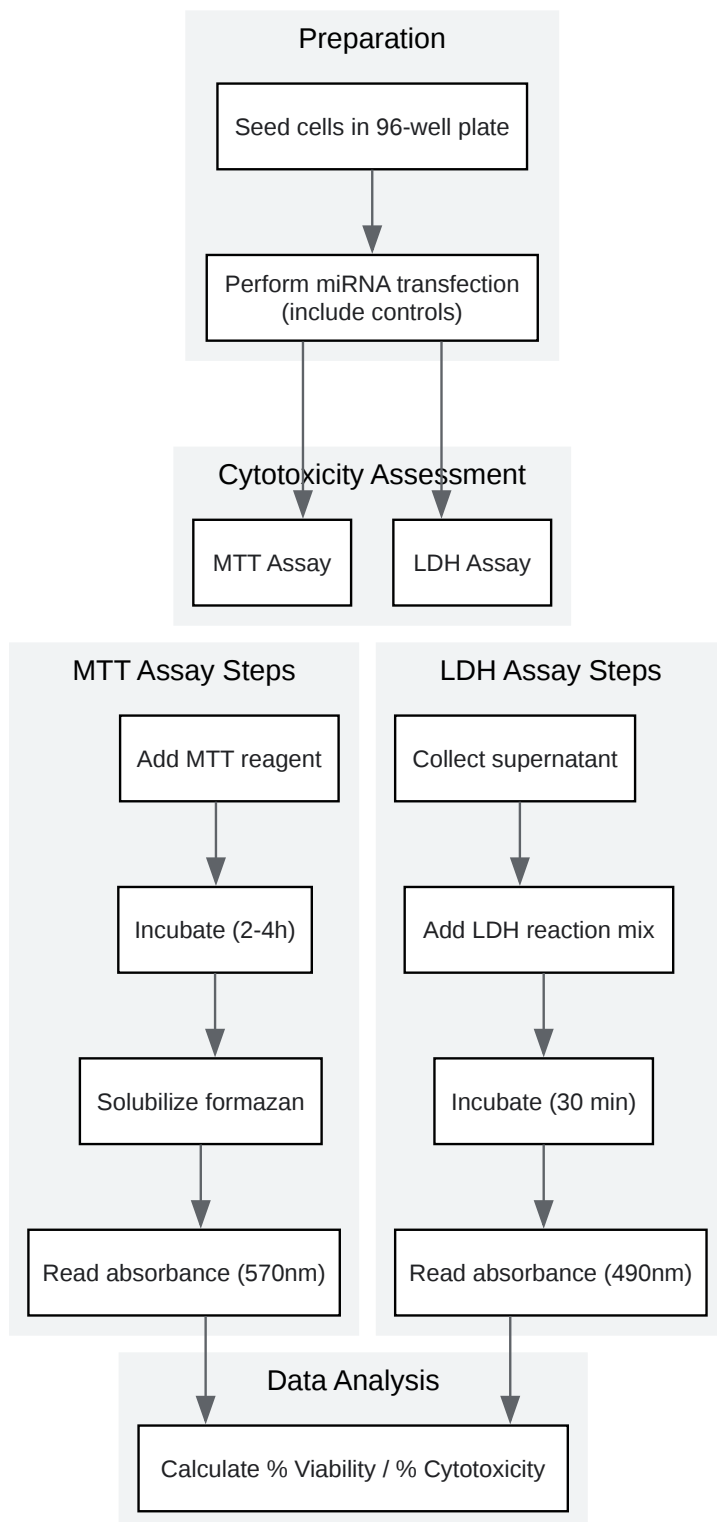 Preparation
Seed cells in 96-well plate
Perform miRNA transfection
(include controls)
Cytotoxicity Assessment
MTT Assay
LDH Assay
MTT Assay Steps
Add MTT reagent
Incubate (2-4h)
Solubilize formazan
Read absorbance (570nm)
LDH Assay Steps
Collect supernatant
Add LDH reaction mix
Incubate (30 min)
Read absorbance (490nm)
Data Analysis
Calculate % Viability / % Cytotoxicity